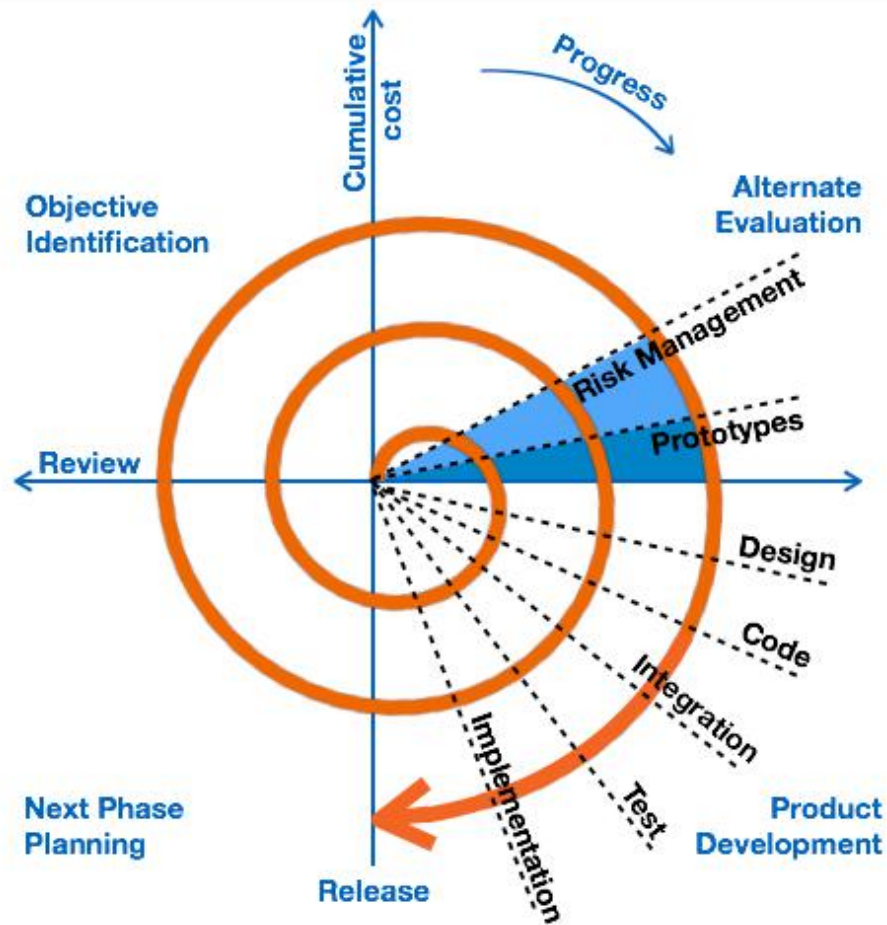 Cumulative
cost
Progress
Objective
Identification
Alternate
Evaluation
Risk Management
Prototypes
Review
Design
Code
Integration
Test
Implementation
Next Phase
Planning
Product
Development
Release